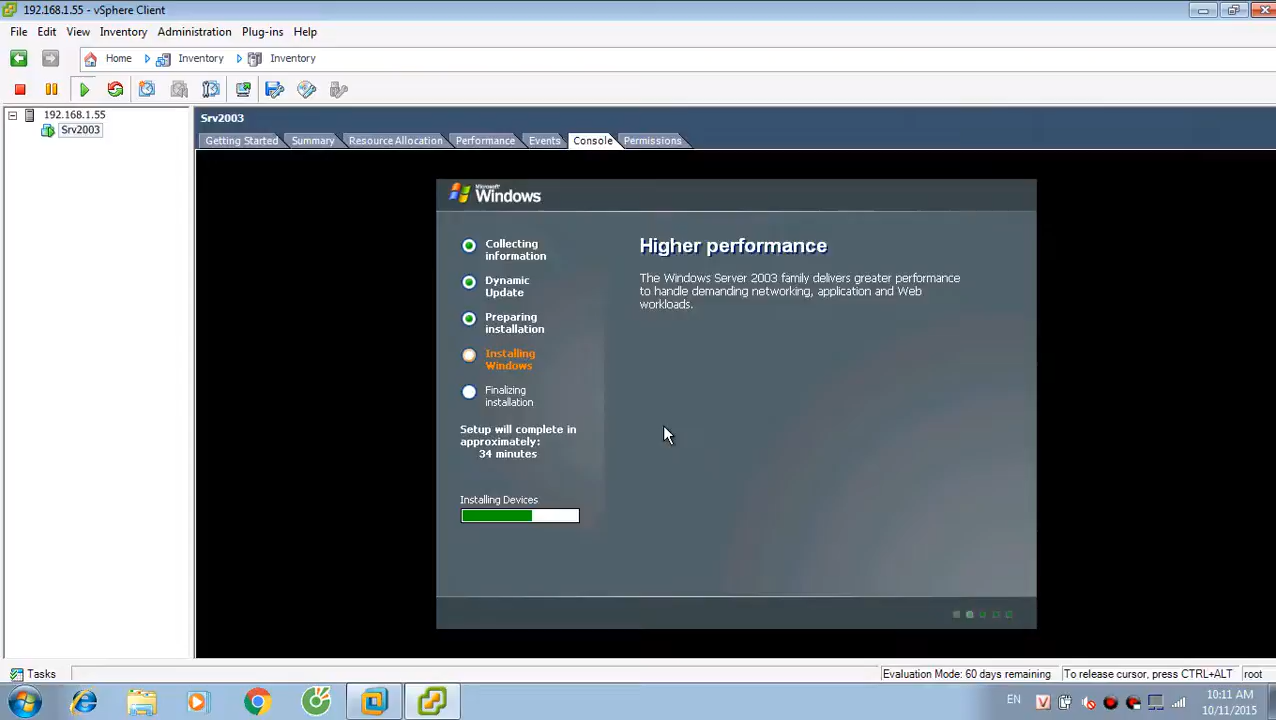 192.168.1.55 - vSphere Client
File Edit View Inventory Administration Plug-ins Help
Home Inventory Inventory
192.168.1.55
Srv2003
Srv2003
Getting Started Summary Resource Allocation Performance Events Console Permissions
Microsoft
Windows
Collecting
information
Dynamic
Update
Preparing
installation
Installing
Windows
Finalizing
installation
Setup will complete in
approximately:
34 minutes
Installing Devices
Higher performance
The Windows Server 2003 family delivers greater performance
to handle demanding networking, application and Web
workloads.
Tasks
Evaluation Mode: 60 days remaining
To release cursor, press CTRL+ALT
root
EN
V
10:11 AM
10/11/2015